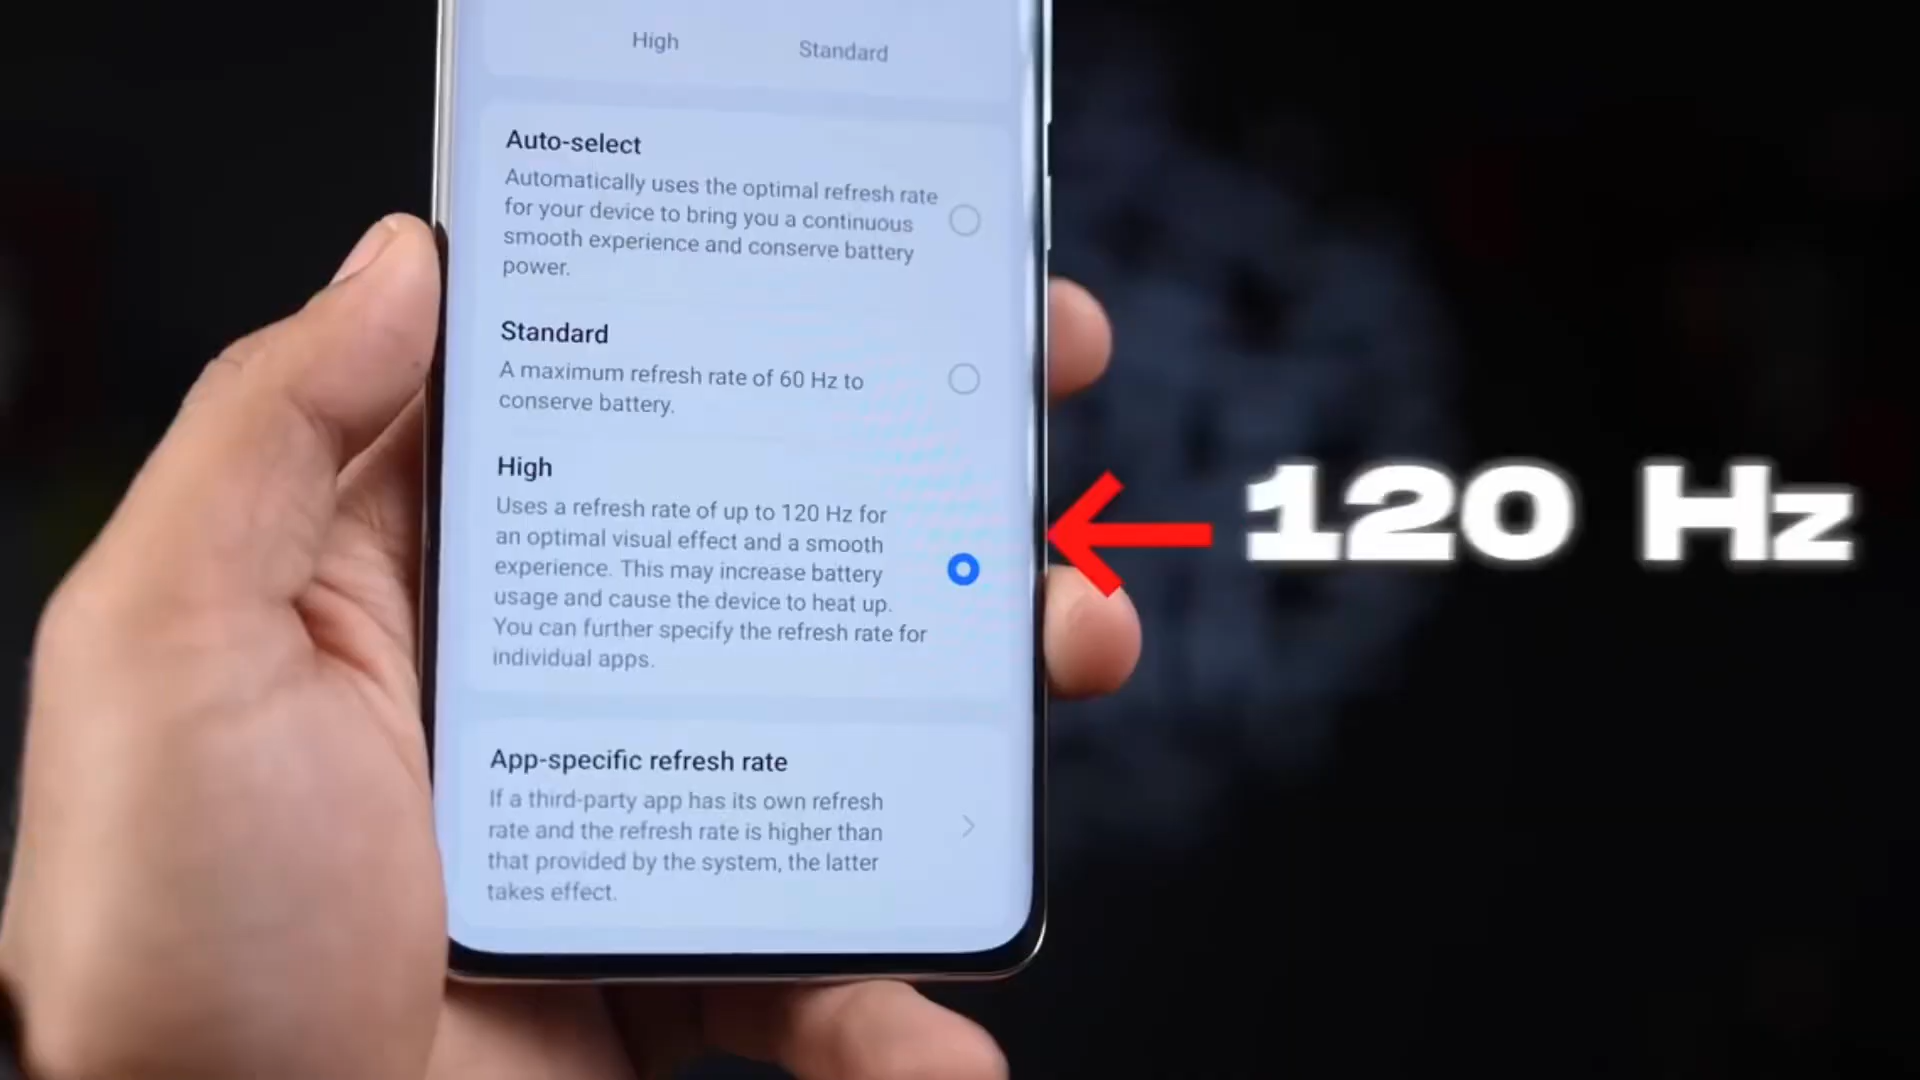 High Standard
Auto-select
Automatically uses the optimal refresh rate
for your device to bring you a continuous
smooth experience and conserve battery
power.
Standard
A maximum refresh rate of 60 Hz to
conserve battery.
High
Uses a refresh rate of up to 120 Hz for
an optimal visual effect and a smooth
experience. This may increase battery
usage and cause the device to heat up.
You can further specify the refresh rate for
individual apps.
120 Hz
App-specific refresh rate
If a third-party app has its own refresh
rate and the refresh rate is higher than
that provided by the system, the latter
takes effect.